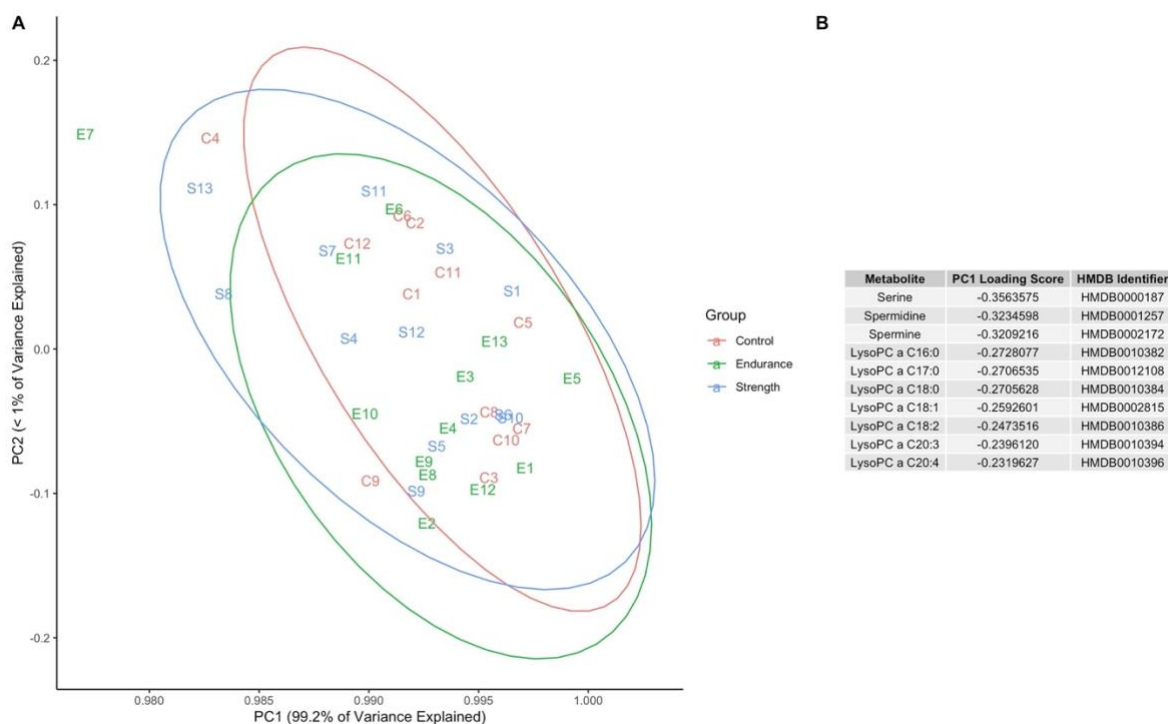 A
B
0.2
0.1
0.0
-0.1
-0.2
PC2 (< 1% of Variance Explained)
E7
C4
S13
S11
E6
C6
C2
C12
S7
E11
S3
C11
S8
C1
S1
C5
S4
S12
E13
E3
E5
E10
C8
S6
S2
S10
E4
C7
C10
S5
E9
E8
E1
C9
C3
S9
E12
E2
0.980 0.985 0.990 0.995 1.000
PC1 (99.2% of Variance Explained)
Group
a Control
a Endurance
a Strength
Metabolite PC1 Loading Score HMDB Identifier
Serine -0.3563575 HMDB0000187
Spermidine -0.3234598 HMDB0001257
Spermine -0.3209216 HMDB0002172
LysoPC a C16:0 -0.2728077 HMDB0010382
LysoPC a C17:0 -0.2706535 HMDB0012108
LysoPC a C18:0 -0.2705628 HMDB0010384
LysoPC a C18:1 -0.2592601 HMDB0002815
LysoPC a C18:2 -0.2473516 HMDB0010386
LysoPC a C20:3 -0.2396120 HMDB0010394
LysoPC a C20:4 -0.2319627 HMDB0010396